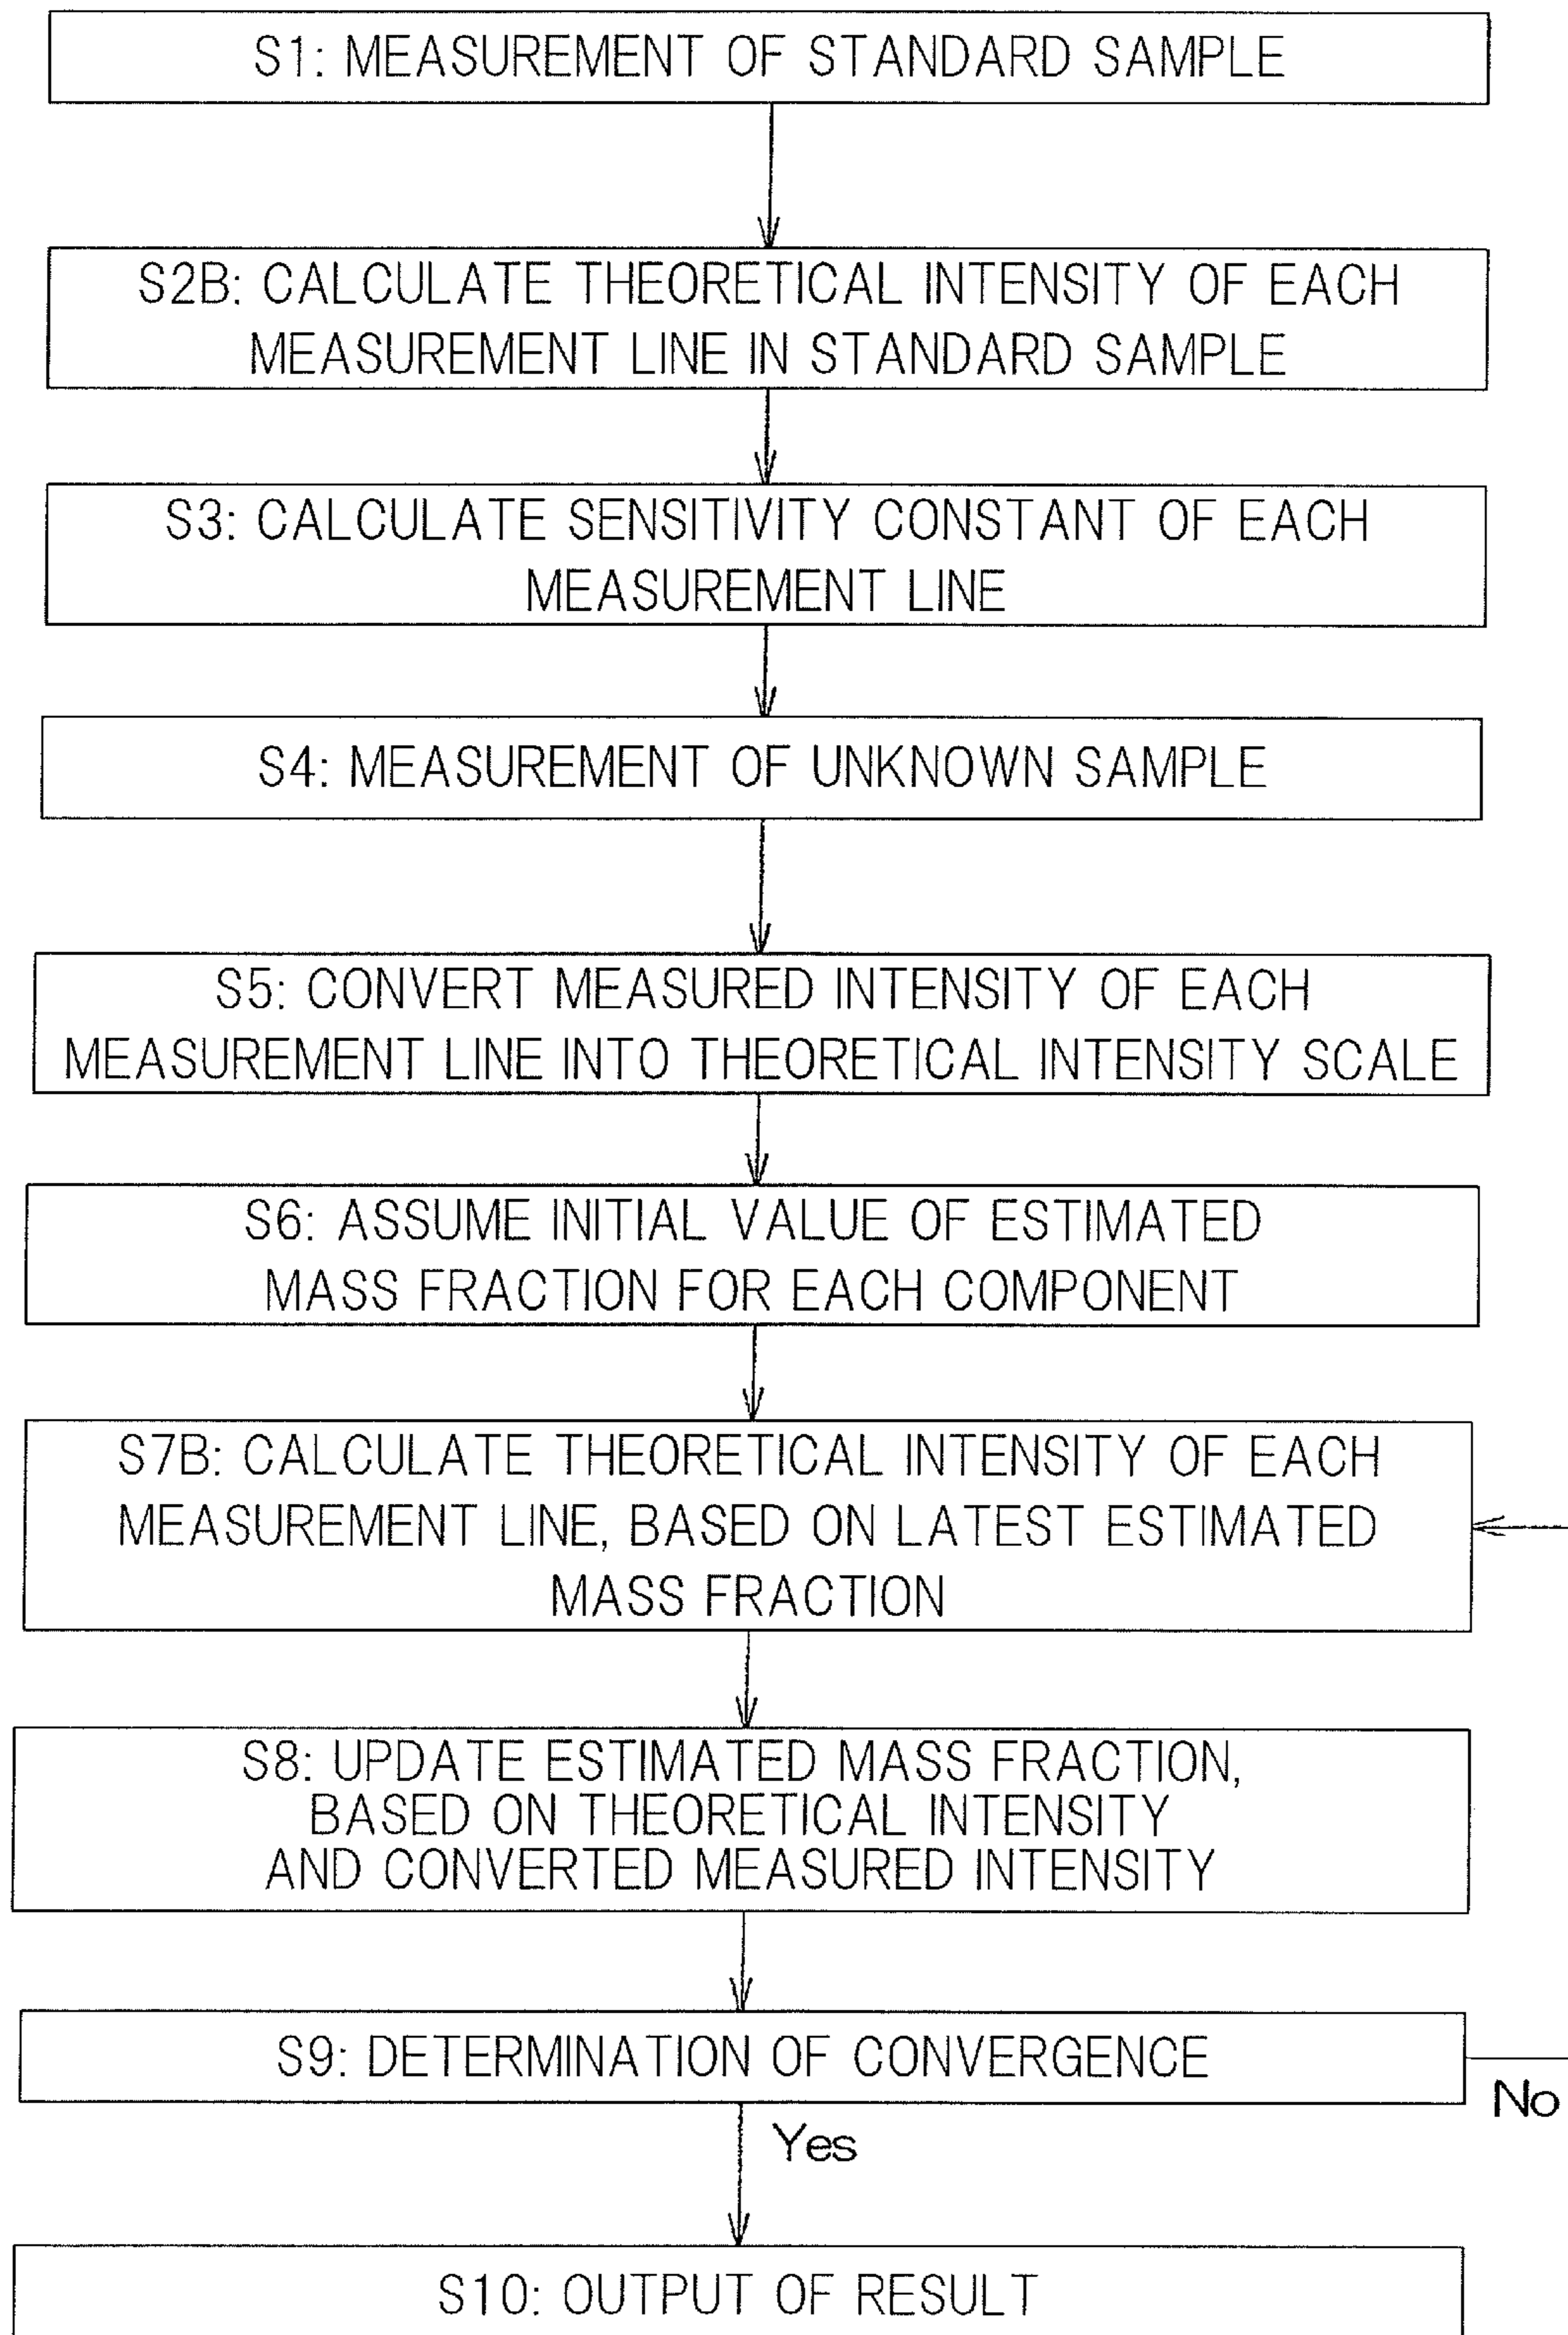 S1: MEASUREMENT OF STANDARD SAMPLE
S2B: CALCULATE THEORETICAL INTENSITY OF EACH
MEASUREMENT LINE IN STANDARD SAMPLE
S3: CALCULATE SENSITIVITY CONSTANT OF EACH
MEASUREMENT LINE
S4: MEASUREMENT OF UNKNOWN SAMPLE
S5: CONVERT MEASURED INTENSITY OF EACH
MEASUREMENT LINE INTO THEORETICAL INTENSITY SCALE
S6: ASSUME INITIAL VALUE OF ESTIMATED
MASS FRACTION FOR EACH COMPONENT
S7B: CALCULATE THEORETICAL INTENSITY OF EACH
MEASUREMENT LINE, BASED ON LATEST ESTIMATED
MASS FRACTION
S8: UPDATE ESTIMATED MASS FRACTION,
BASED ON THEORETICAL INTENSITY
AND CONVERTED MEASURED INTENSITY
S9: DETERMINATION OF CONVERGENCE
No
Yes
S10: OUTPUT OF RESULT